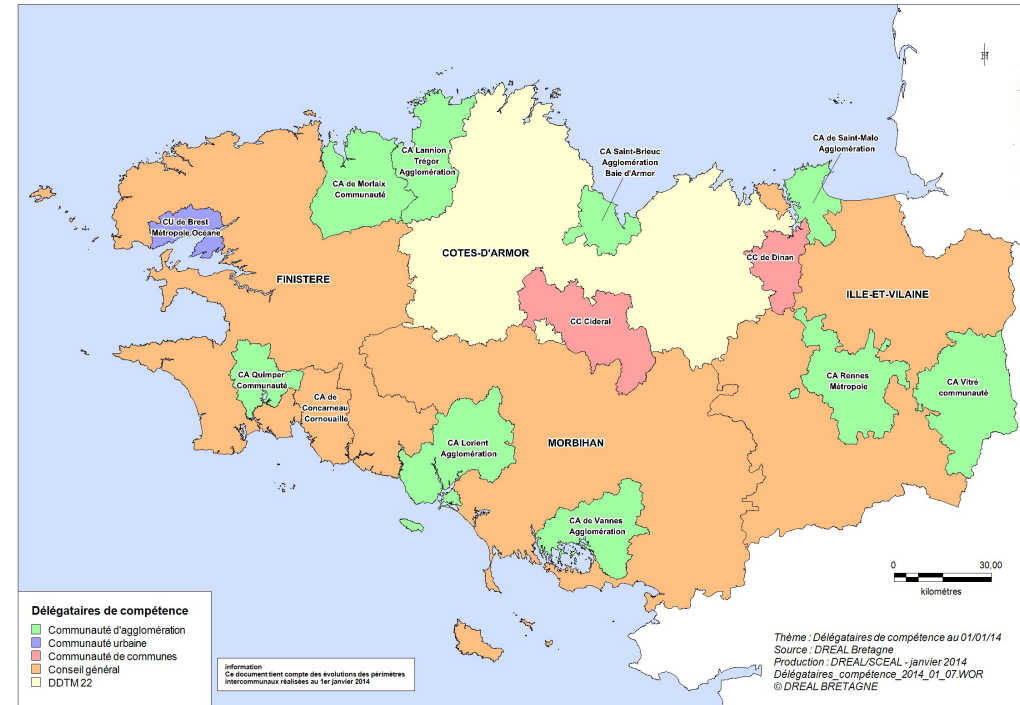 N
CA Lannion -
Trégor
Agglomération
CA de Morlaix
Communauté
CA Saint-Brieuc
Agglomération
Baie d'Armor
CA de Saint-Malo
Agglomération
CU de Brest
Métropole Océane
COTES-D'ARMOR
CC de Dinan
FINISTERE
ILLE-ET-VILAINE
CC Cideral
CA Quimper
Communauté
CA de
Concarneau
Cornouaille
CA Rennes
Métropole
CA Vitré
communauté
CA Lorient
Agglomération
MORBIHAN
CA de Vannes
Agglomération
0 30,00
kilomètres
Délégataires de compétence
Communauté d'agglomération
Communauté urbaine
Communauté de communes
Conseil général
DDTM 22
information
Ce document tient compte des évolutions des périmètres
intercommunaux réalisées au 1er janvier 2014
Thème : Délégataires de compétence au 01/01/14
Source : DREAL Bretagne
Production : DREAL/SCEAL - janvier 2014
Délégataires_compétence_2014_01_07.WOR
© DREAL BRETAGNE